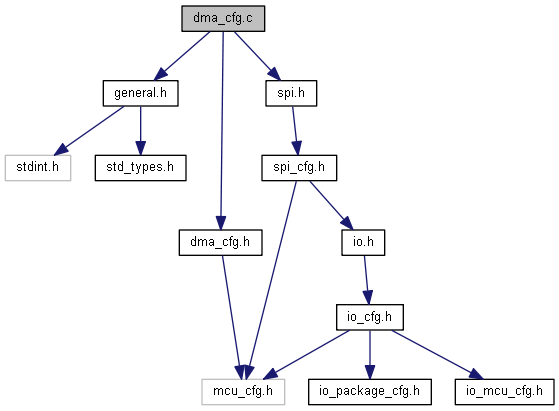 dma_cfg.c
general.h
spi.h
stdint.h
std_types.h
spi_cfg.h
dma_cfg.h
io.h
io_cfg.h
mcu_cfg.h
io_package_cfg.h
io_mcu_cfg.h